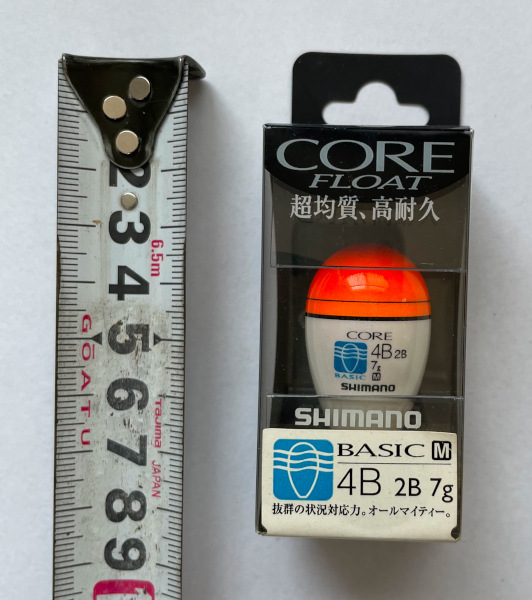 2
3
6.5m
4
5
GOATU
6
Tajima JAPAN
7
8
9
CORE
FLOAT
超均質、高耐久
CORE
4B 2B
7g
BASIC M
SHIMANO
SHIMANO
BASIC M
4B 2B 7g
抜群の状況対応力。オールマイティー。